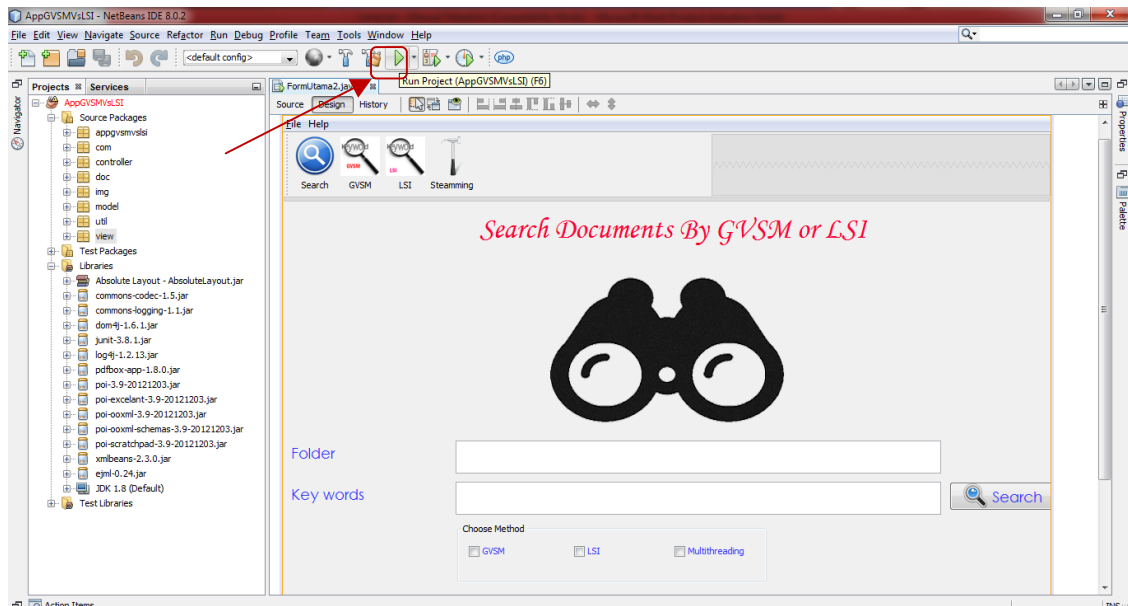 AppGVSMVsLSI - NetBeans IDE 8.0.2
File Edit View Navigate Source Refactor Run Debug Profile Team Tools Window Help
<default config>
php
Run Project (AppGVSMVsLSI) (F6)
Projects Services
FormUtama2.ja
Navigator
Properties
Palette
AppGVSMVsLSI
Source Packages
appgvsmvslsi
com
controller
doc
img
model
util
view
Test Packages
Libraries
Absolute Layout - AbsoluteLayout.jar
commons-codec-1.5.jar
commons-logging-1.1.jar
dom4j-1.6.1.jar
junit-3.8.1.jar
log4j-1.2.13.jar
pdfbox-app-1.8.0.jar
poi-3.9-20121203.jar
poi-excelant-3.9-20121203.jar
poi-ooxml-3.9-20121203.jar
poi-ooxml-schemas-3.9-20121203.jar
poi-scratchpad-3.9-20121203.jar
xmlbeans-2.3.0.jar
ejml-0.24.jar
JDK 1.8 (Default)
Test Libraries
Source Design History
File Help
GVSM
LSI
Search GVSM LSI Steamming
Search Documents By GVSM or LSI
Folder
Key words
Search
Choose Method
GVSM LSI Multithreading
Action Items
INS